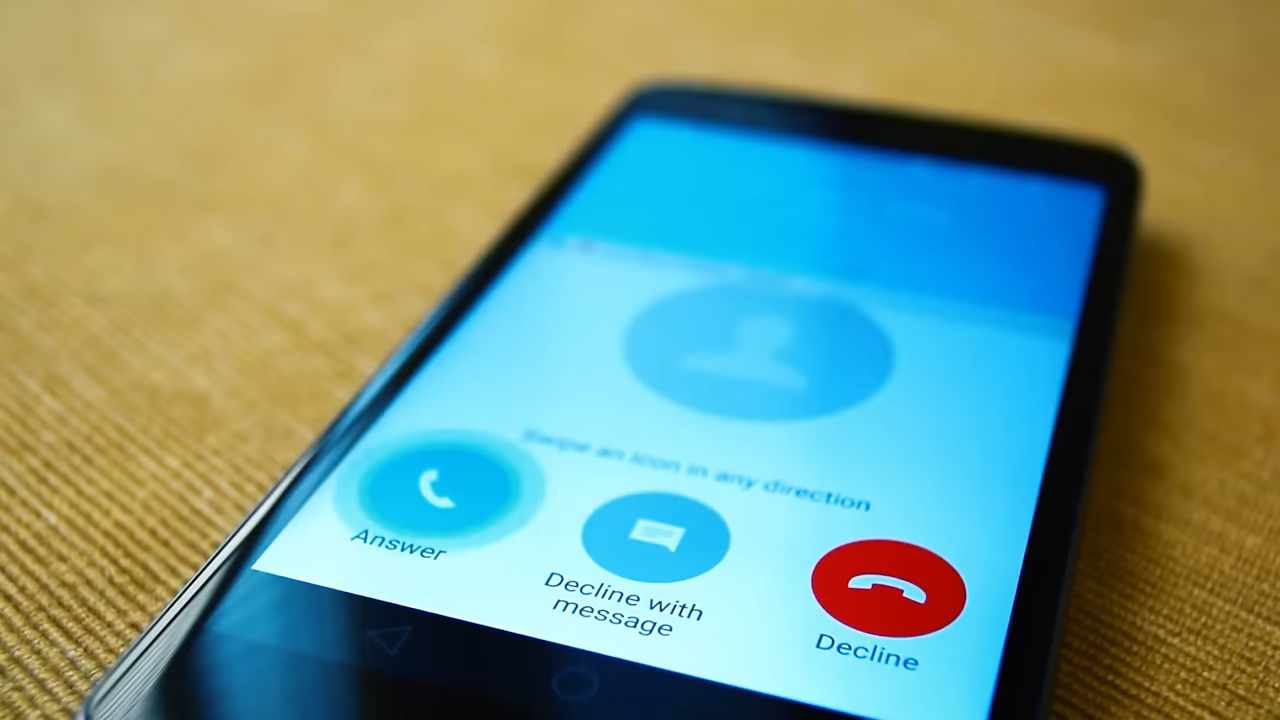 Swipe an icon in any direction
Answer
Decline with
message
Decline